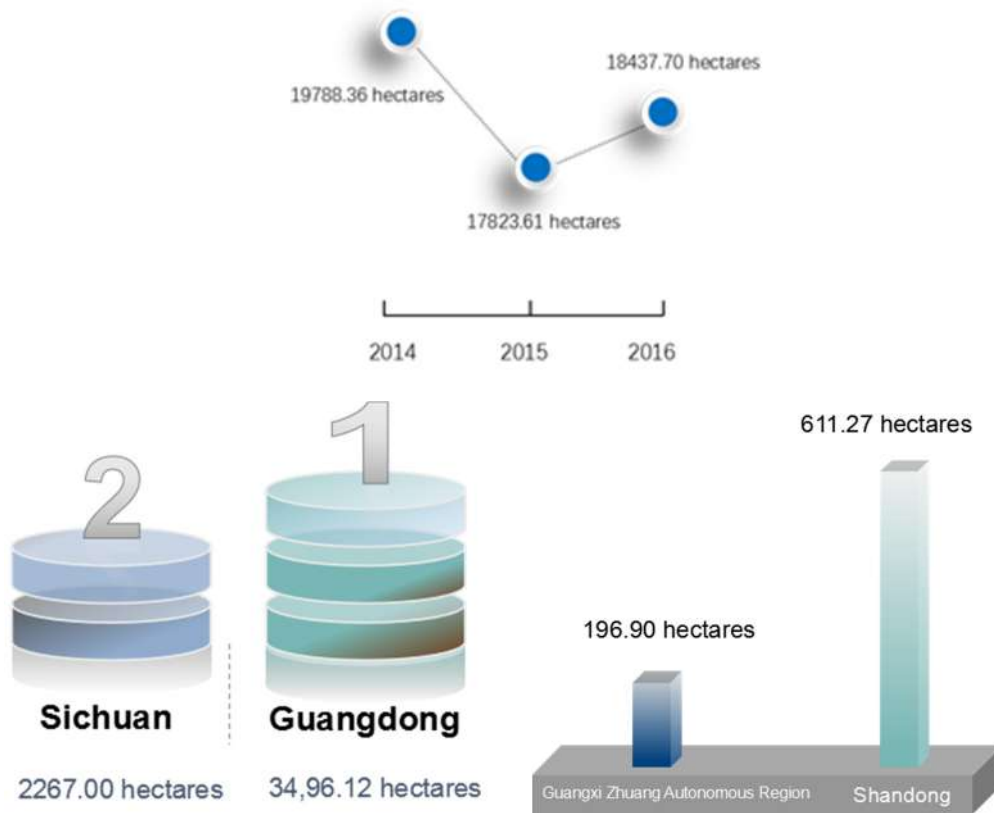 18437.70 hectares
19788.36 hectares
17823.61 hectares
2014
2015
2016
1
2
611.27 hectares
196.90 hectares
Sichuan
Guangdong
2267.00 hectares
34,96.12 hectares
Guangxi Zhuang Autonomous Region
Shandong